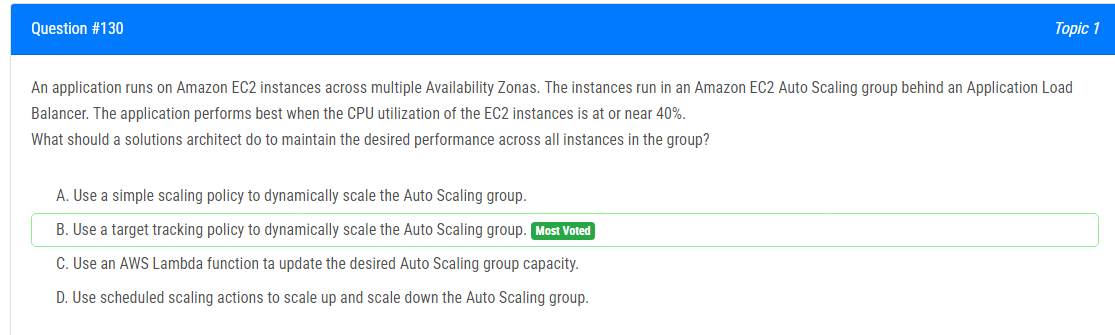 Question #130
Topic 1
An application runs on Amazon EC2 instances across multiple Availability Zonas. The instances run in an Amazon EC2 Auto Scaling group behind an Application Load
Balancer. The application performs best when the CPU utilization of the EC2 instances is at or near 40%.
What should a solutions architect do to maintain the desired performance across all instances in the group?
A. Use a simple scaling policy to dynamically scale the Auto Scaling group.
B. Use a target tracking policy to dynamically scale the Auto Scaling group. Most Voted
C. Use an AWS Lambda function ta update the desired Auto Scaling group capacity.
D. Use scheduled scaling actions to scale up and scale down the Auto Scaling group.